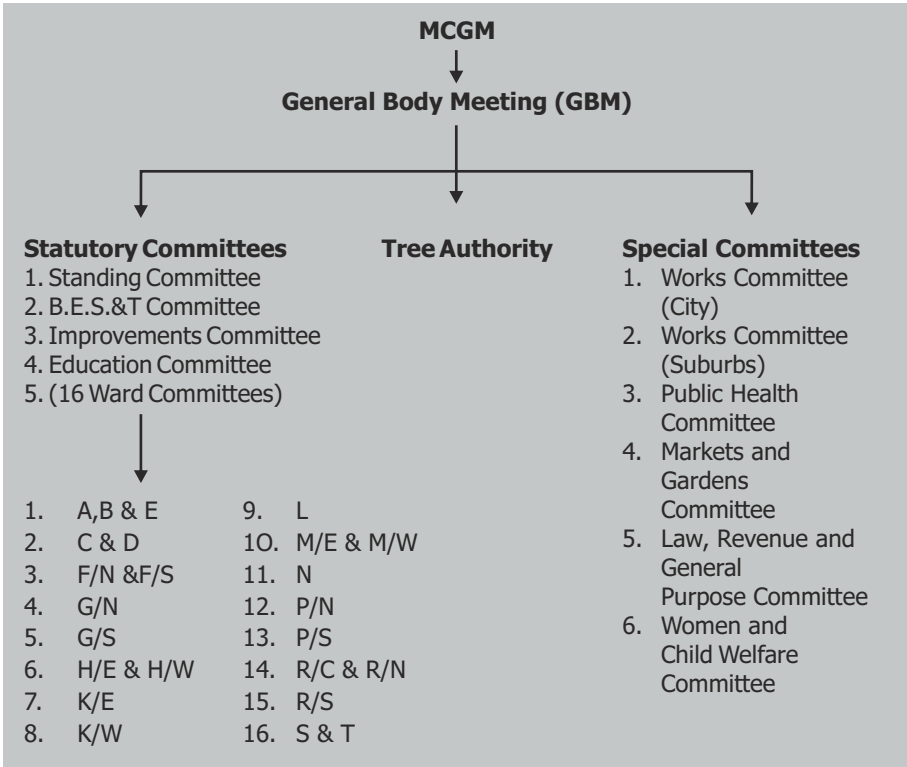 MCGM
General Body Meeting (GBM)
Statutory Committees
1. Standing Committee
2. B.E.S.&T Committee
3. Improvements Committee
4. Education Committee
5. (16 Ward Committees)
1. A,B & E
2. C & D
3. F/N &F/S
4. G/N
5. G/S
6. H/E & H/W
7. K/E
8. K/W
9. L
1O. M/E & M/W
11. N
12. P/N
13. P/S
14. R/C & R/N
15. R/S
16. S & T
Tree Authority
Special Committees
1. Works Committee
(City)
2. Works Committee
(Suburbs)
3. Public Health
Committee
4. Markets and
Gardens
Committee
5. Law, Revenue and
General
Purpose Committee
6. Women and
Child Welfare
Committee